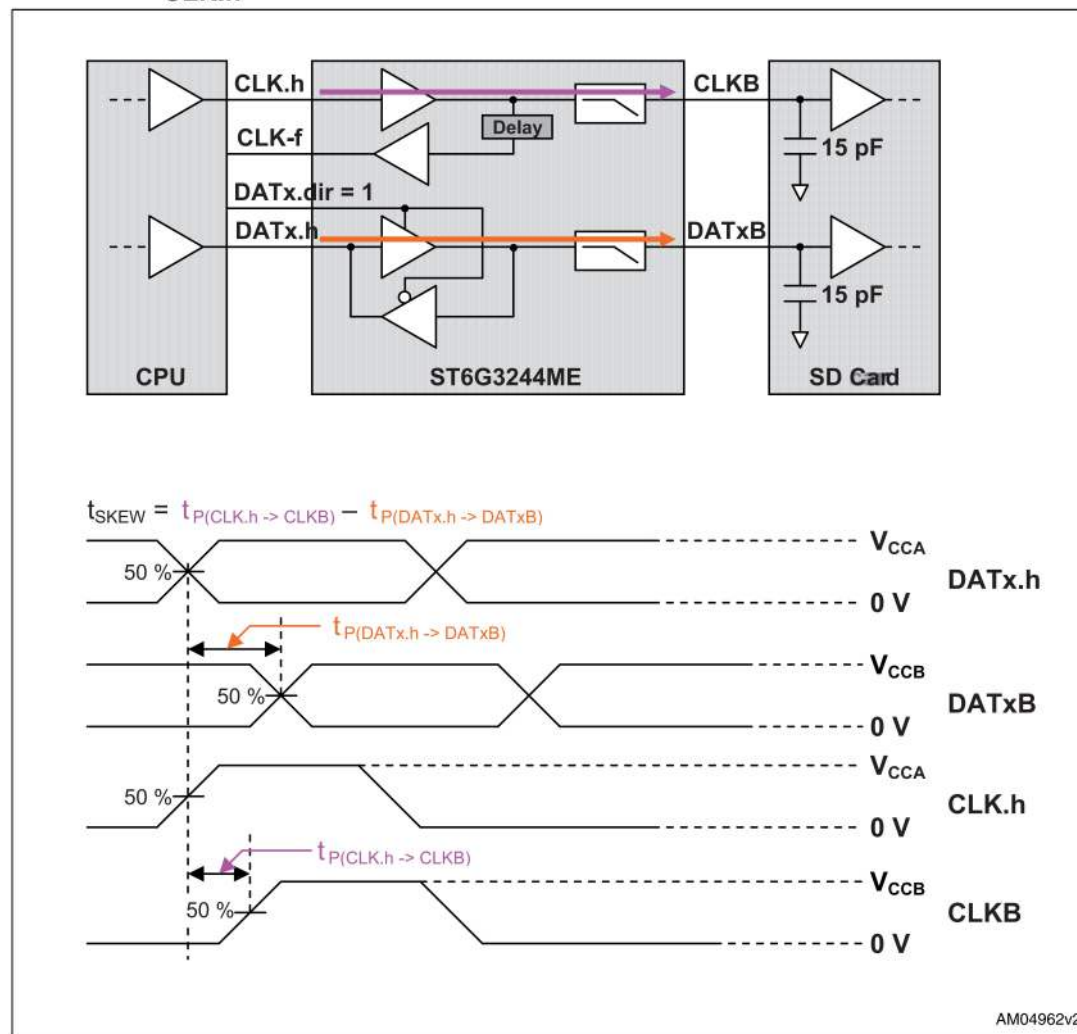 CLK.h
CLKB
Delay
CLK-f
15 pF
DATx.dir = 1
DATx.h
DATxB
15 pF
CPU
ST6G3244ME
SD Card
tSKEW = tP(CLK.h -> CLKB) – tP(DATx.h -> DATxB)
VCCA
50 %
DATx.h
0 V
tP(DATx.h -> DATxB)
VCCB
50 %
DATxB
0 V
VCCA
50 %
CLK.h
0 V
tP(CLK.h -> CLKB)
VCCB
50 %
CLKB
0 V
AM04962v2